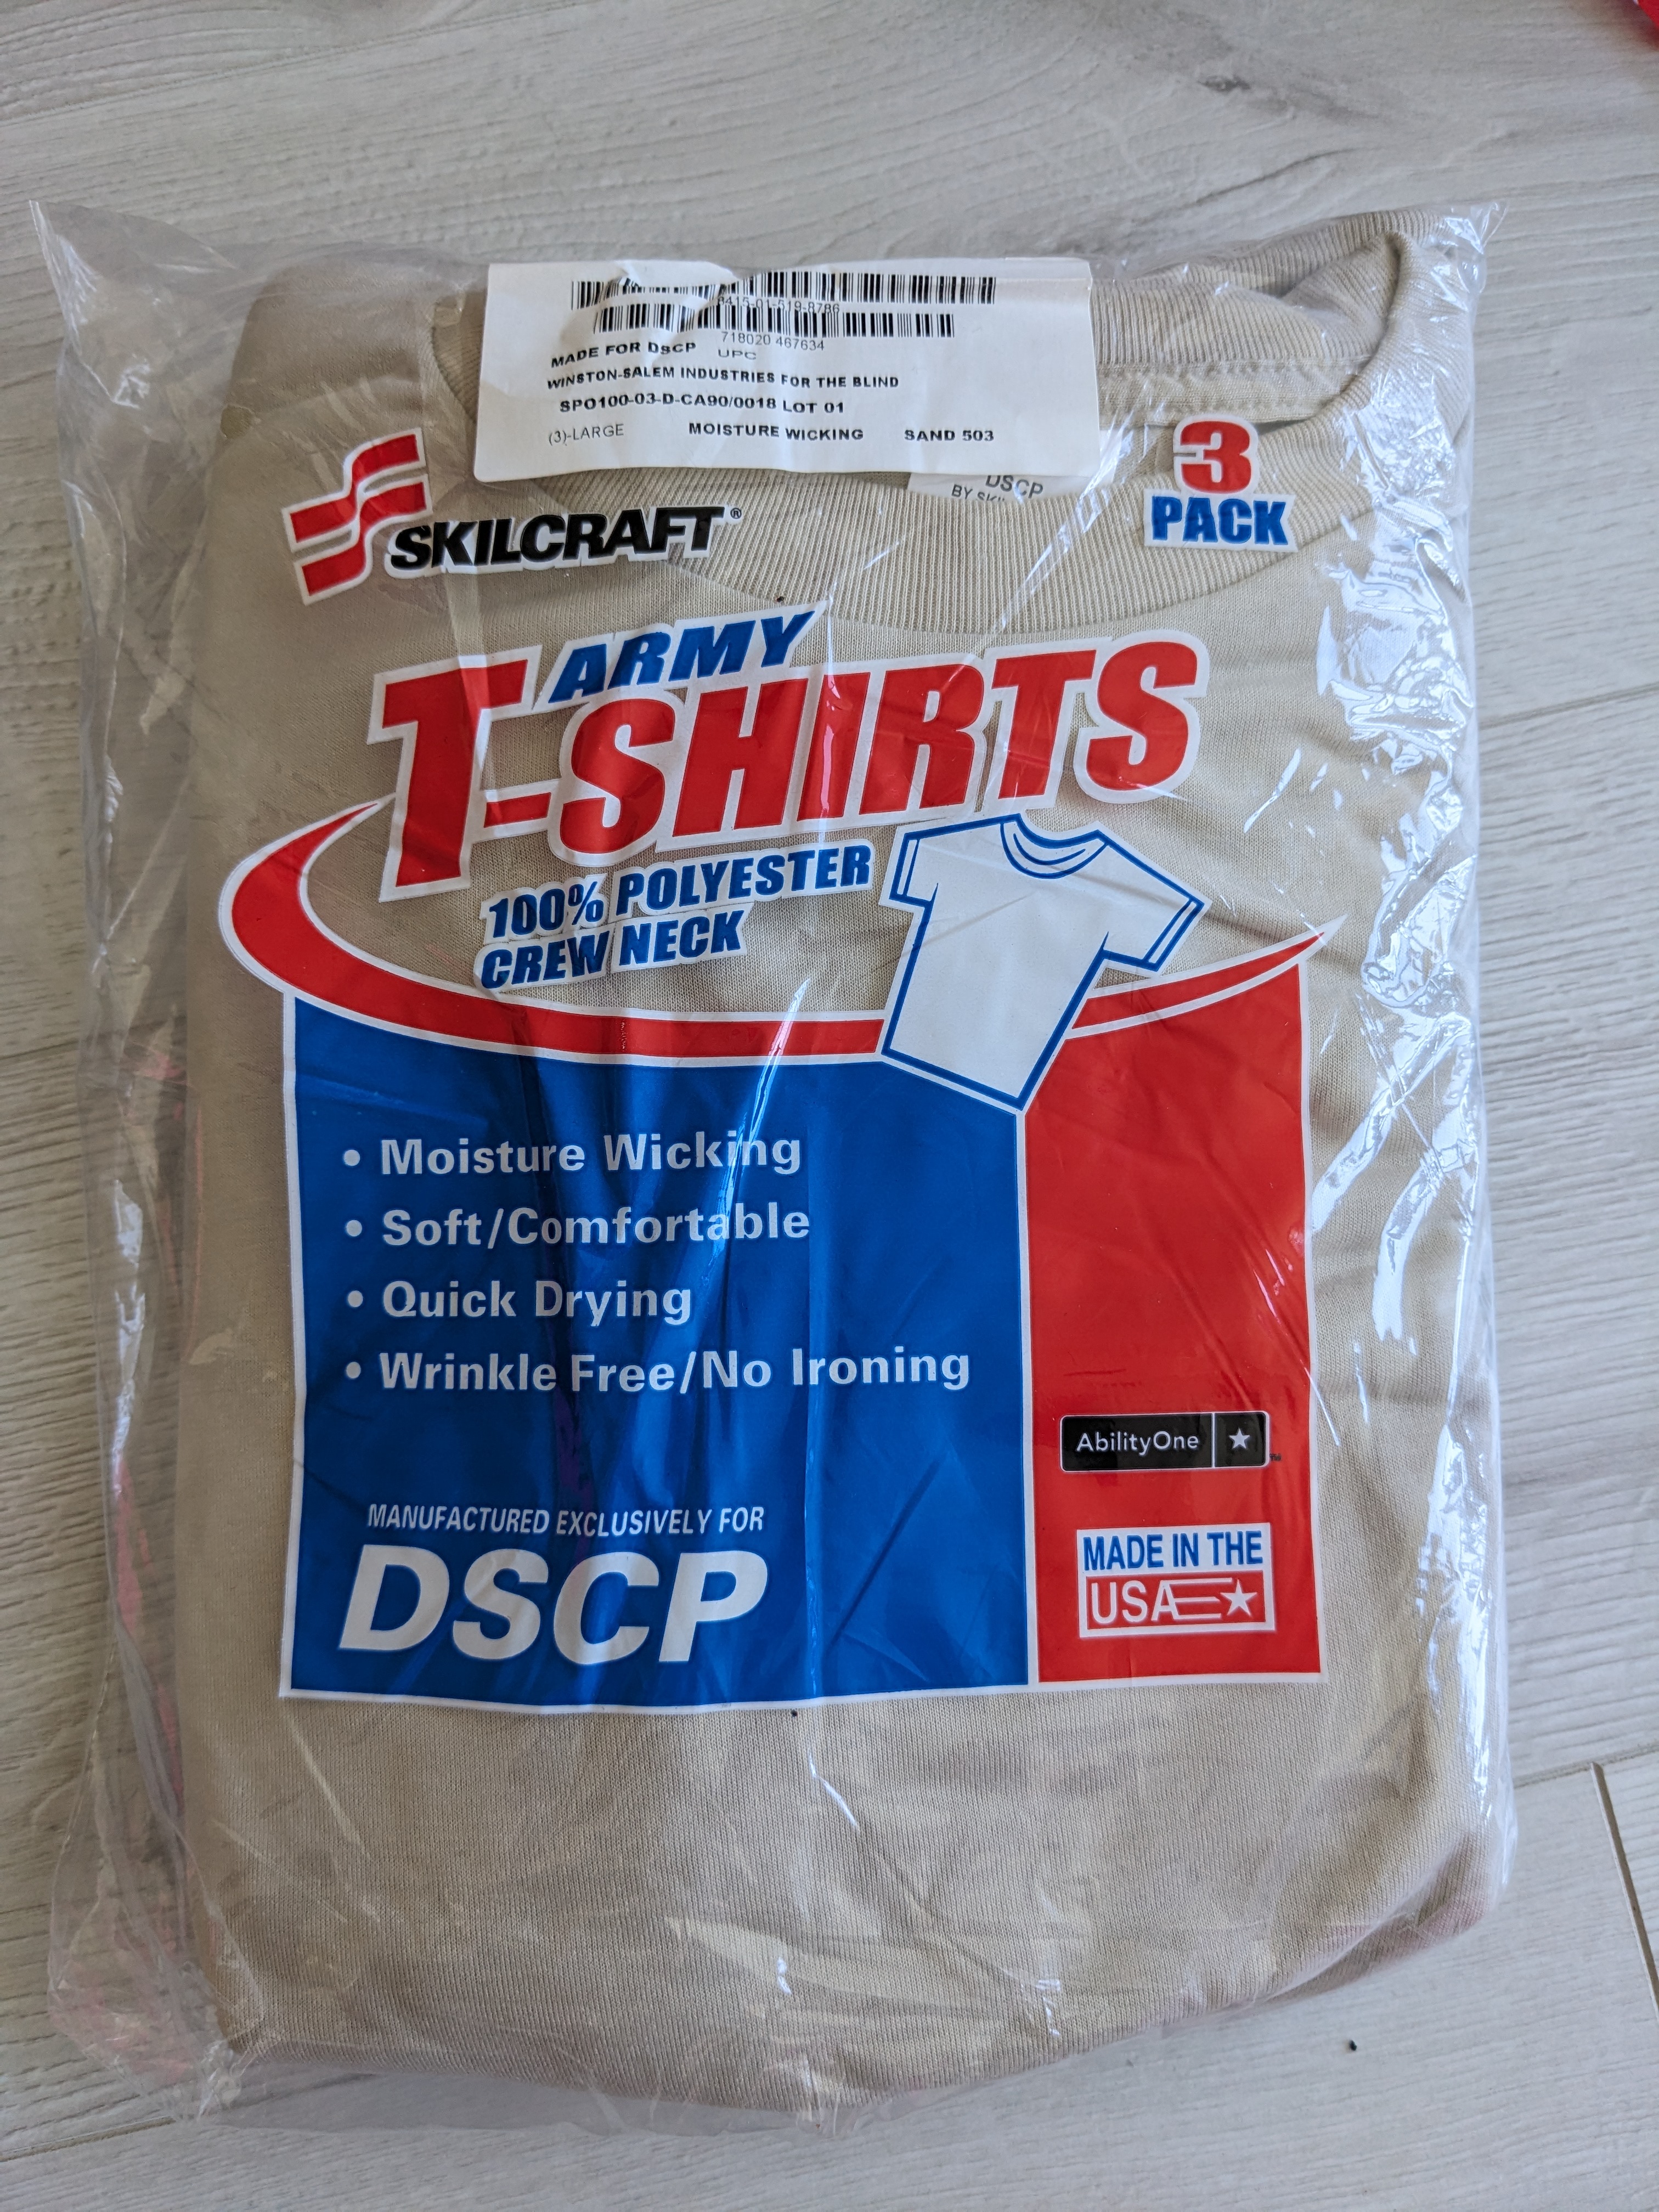 8415-01-519-8786
718020 467634
MADE FOR DSCP UPC
WINSTON-SALEM INDUSTRIES FOR THE BLIND
SPO100-03-D-CA90/0018 LOT 01
(3)-LARGE MOISTURE WICKING SAND 503
DSCP
BY
3
PACK
SKILCRAFT®
ARMY
T-SHIRTS
100% POLYESTER
CREW NECK
• Moisture Wicking
• Soft/Comfortable
• Quick Drying
• Wrinkle Free/No Ironing
AbilityOne
MANUFACTURED EXCLUSIVELY FOR
DSCP
MADE IN THE
USA